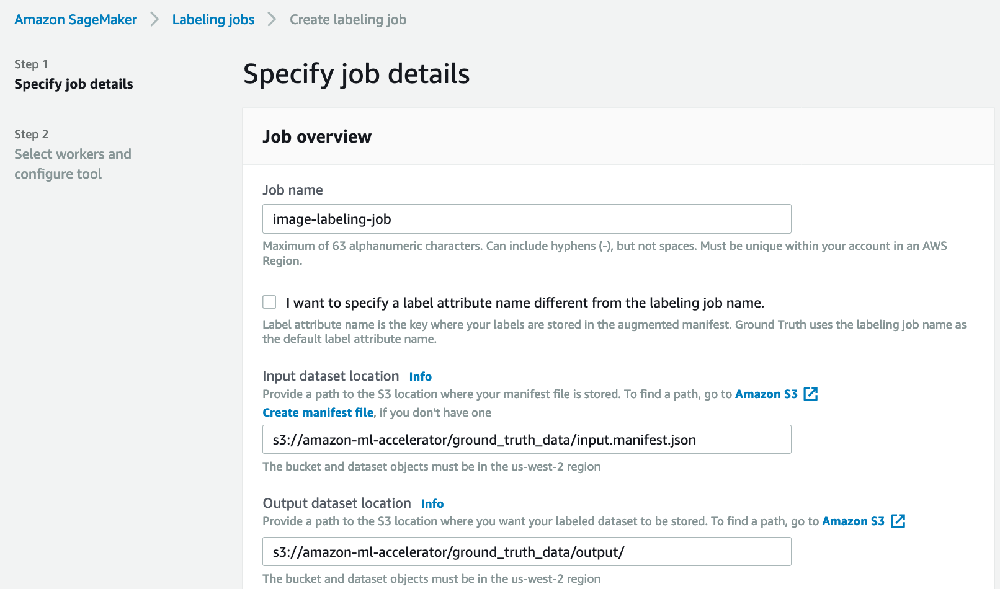 Amazon SageMaker > Labeling jobs > Create labeling job
Step 1
Specify job details
Step 2
Select workers and
configure tool
Specify job details
Job overview
Job name
image-labeling-job
Maximum of 63 alphanumeric characters. Can include hyphens (-), but not spaces. Must be unique within your account in an AWS
Region.
I want to specify a label attribute name different from the labeling job name.
Label attribute name is the key where your labels are stored in the augmented manifest. Ground Truth uses the labeling job name as
the default label attribute name.
Input dataset location Info
Provide a path to the S3 location where your manifest file is stored. To find a path, go to Amazon S3
Create manifest file, if you don't have one
s3://amazon-ml-accelerator/ground_truth_data/input.manifest.json
The bucket and dataset objects must be in the us-west-2 region
Output dataset location Info
Provide a path to the S3 location where you want your labeled dataset to be stored. To find a path, go to Amazon S3
s3://amazon-ml-accelerator/ground_truth_data/output/
The bucket and dataset objects must be in the us-west-2 region